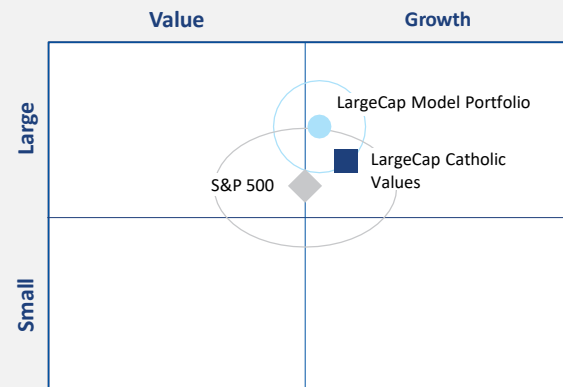 Value
Growth
Large
LargeCap Model Portfolio
LargeCap Catholic
Values
S&P 500
Small